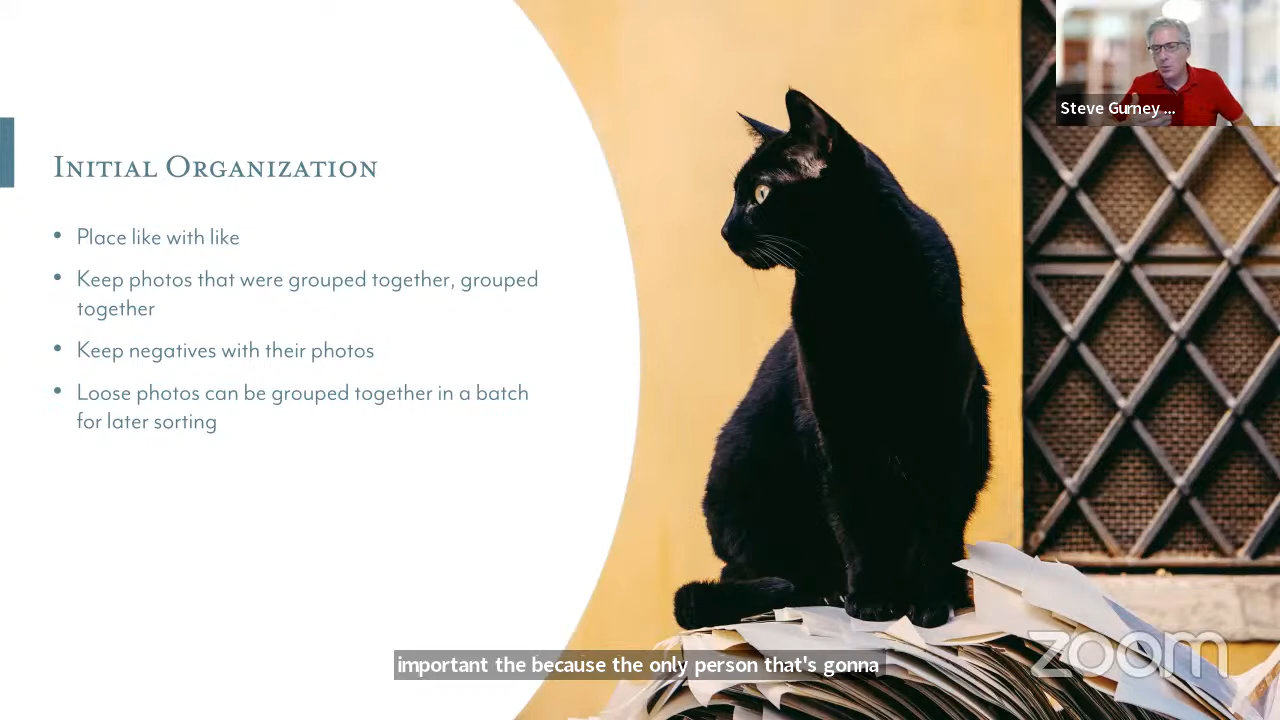 Steve Gurney ...
Initial Organization
• Place like with like
• Keep photos that were grouped together, grouped
together
• Keep negatives with their photos
• Loose photos can be grouped together in a batch
for later sorting
important the because the only person that's gonna
zoom